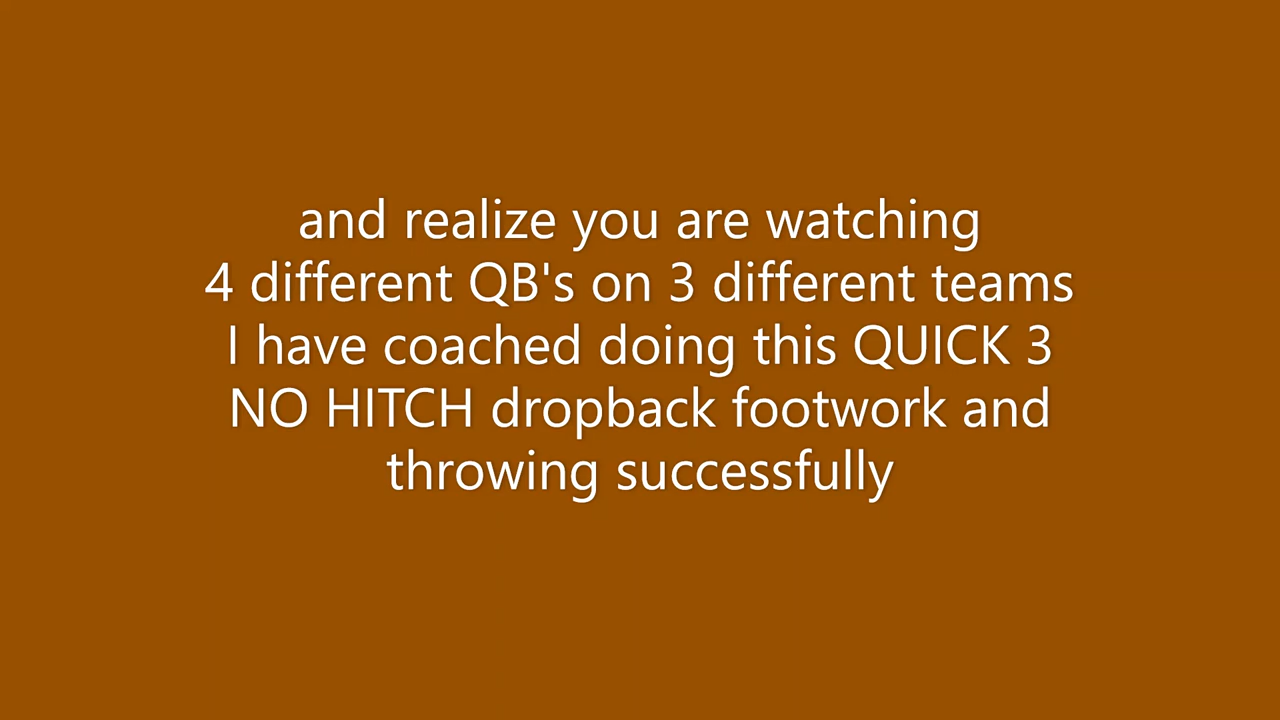 and realize you are watching
4 different QB's on 3 different teams
I have coached doing this QUICK 3
NO HITCH dropback footwork and
throwing successfully